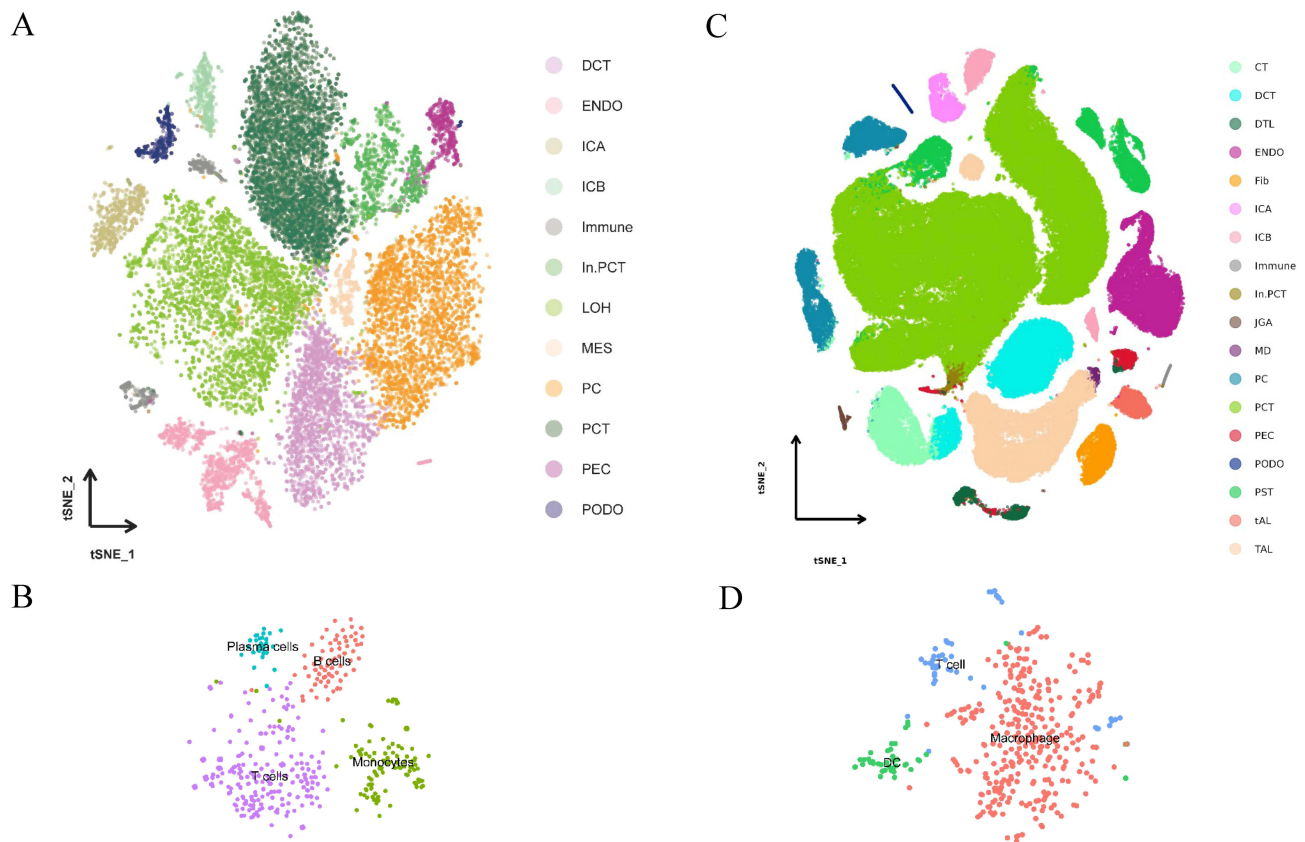 A
DCT
ENDO
ICA
ICB
Immune
In.PCT
LOH
MES
PC
PCT
PEC
PODO
tSNE_2
tSNE_1
C
CT
DCT
DTL
ENDO
Fib
ICA
ICB
Immune
In.PCT
JGA
MD
PC
PCT
PEC
PODO
PST
tAL
TAL
tSNE_2
tSNE_1
B
Plasma cells
B cells
T cells
Monocytes
D
T cell
Macrophage
DC